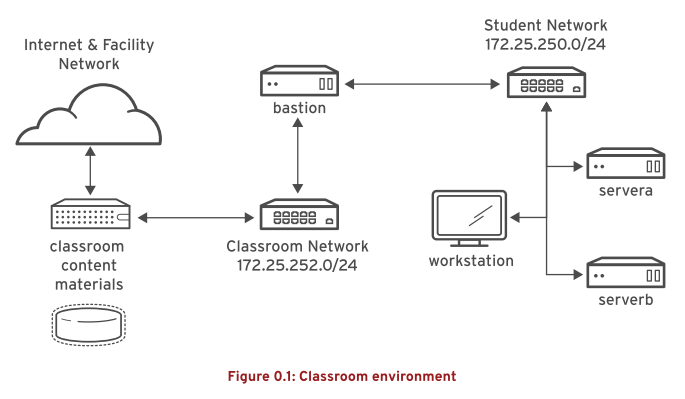 Internet & Facility
Network
Student Network
172.25.250.0/24
bastion
servera
classroom
content
materials
Classroom Network
172.25.252.0/24
workstation
serverb
Figure 0.1: Classroom environment